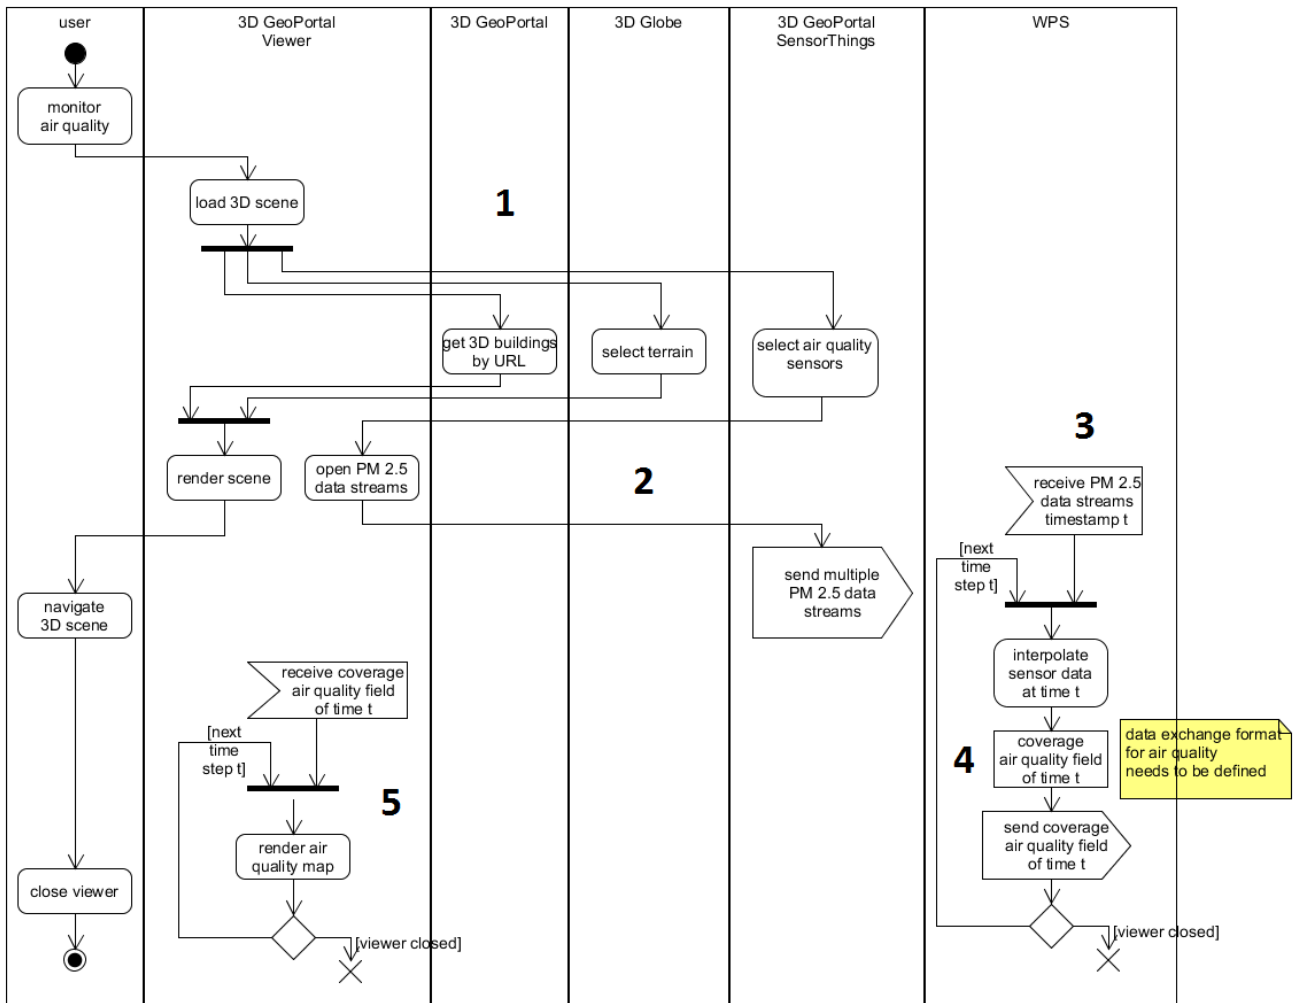 user
3D GeoPortal
Viewer
3D GeoPortal
3D Globe
3D GeoPortal
SensorThings
WPS
monitor
air quality
load 3D scene
1
get 3D buildings
by URL
select terrain
select air quality
sensors
render scene
open PM 2.5
data streams
2
3
receive PM 2.5
data streams
timestamp t
[next
time
step t]
send multiple
PM 2.5 data
streams
navigate
3D scene
interpolate
sensor data
at time t
receive coverage
air quality field
of time t
[next
time
step t]
4
coverage
air quality field
of time t
data exchange format
for air quality
needs to be defined
5
render air
quality map
send coverage
air quality field
of time t
close viewer
[viewer closed]
[viewer closed]